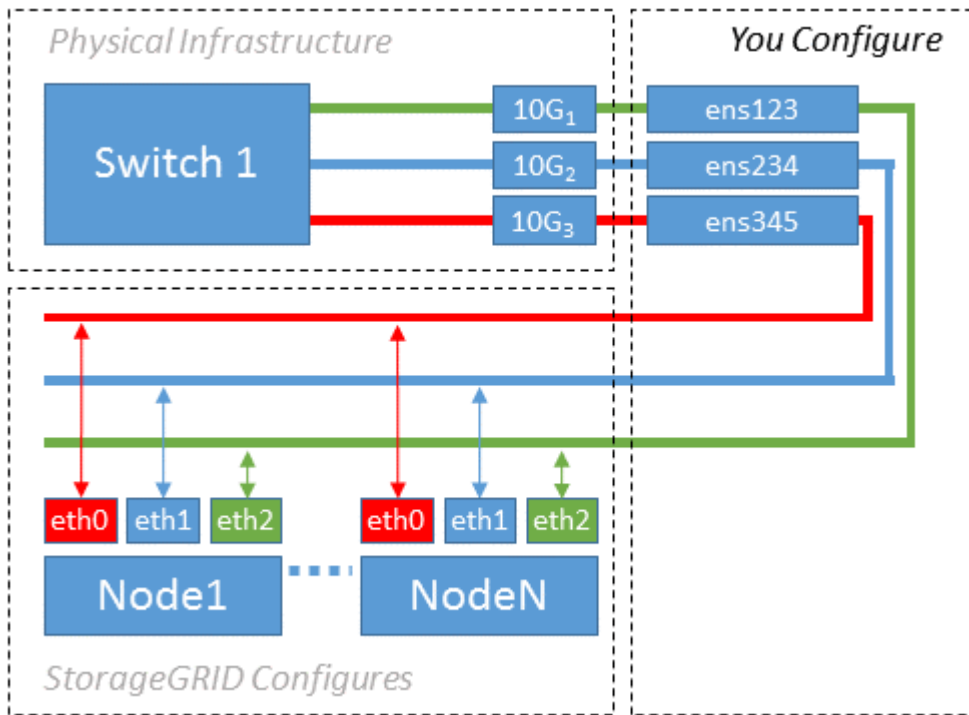 Physical Infrastructure
You Configure
Switch 1
10G₁
ens123
10G₂
ens234
10G₃
ens345
eth0
eth1
eth2
eth0
eth1
eth2
Node1
NodeN
StorageGRID Configures